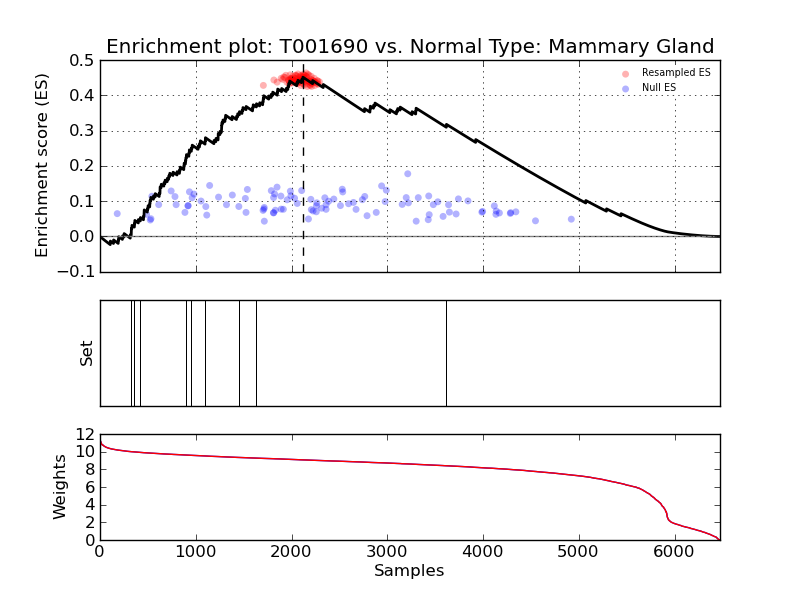 Enrichment plot: T001690 vs. Normal Type: Mammary Gland
Enrichment score (ES)
0.5
0.4
0.3
0.2
0.1
0.0
−0.1
Resampled ES
Null ES
Set
Weights
12
10
8
6
4
2
0
0 1000 2000 3000 4000 5000 6000
Samples